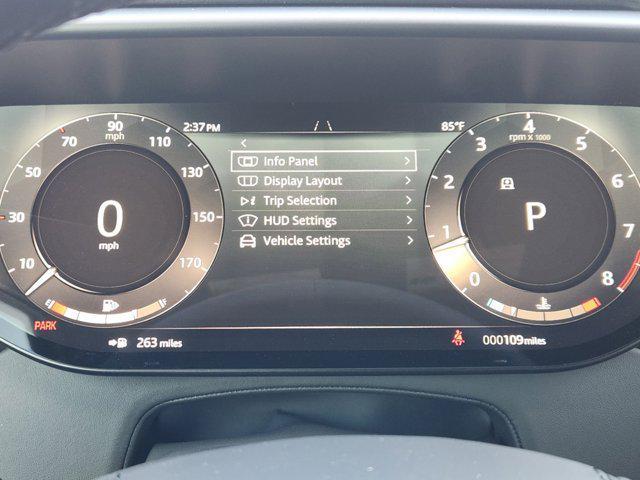 2:37 PM
85°F
<
Info Panel >
Display Layout >
Trip Selection >
HUD Settings >
Vehicle Settings >
10
30
50
70
90
110
130
150
170
mph
0
mph
E
F
PARK
263 miles
0
1
2
3
4
5
6
7
8
rpm x 1000
P
000109 miles